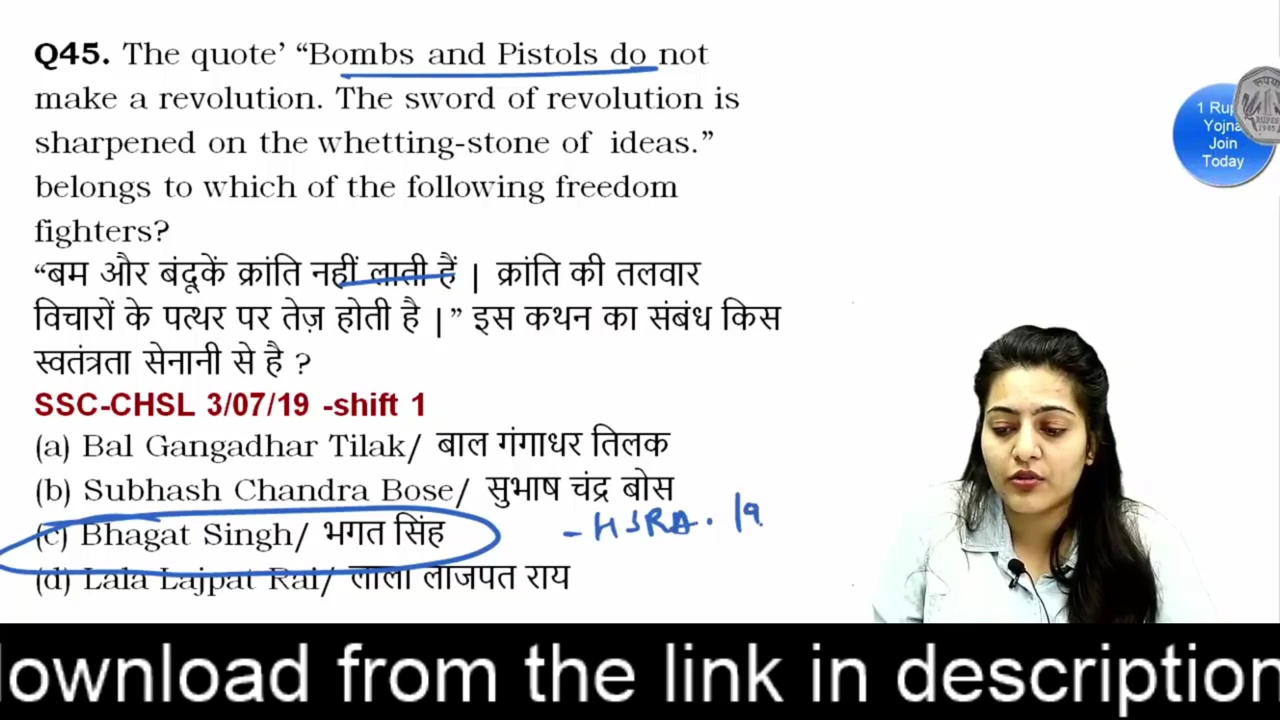 Q45. The quote’ “Bombs and Pistols do not
make a revolution. The sword of revolution is
sharpened on the whetting-stone of ideas.”
belongs to which of the following freedom
fighters?
“बम और बंदूकें क्रांति नहीं लाती हैं | क्रांति की तलवार
विचारों के पत्थर पर तेज़ होती है |” इस कथन का संबंध किस
स्वतंत्रता सेनानी से है ?
SSC-CHSL 3/07/19 -shift 1
(a) Bal Gangadhar Tilak/ बाल गंगाधर तिलक
(b) Subhash Chandra Bose/ सुभाष चंद्र बोस
(c) Bhagat Singh/ भगत सिंह
- HSRA. 19
(d) Lala Lajpat Rai/ लाला लाजपत राय
1 Rup
Yojna
Join
Today
download from the link in description